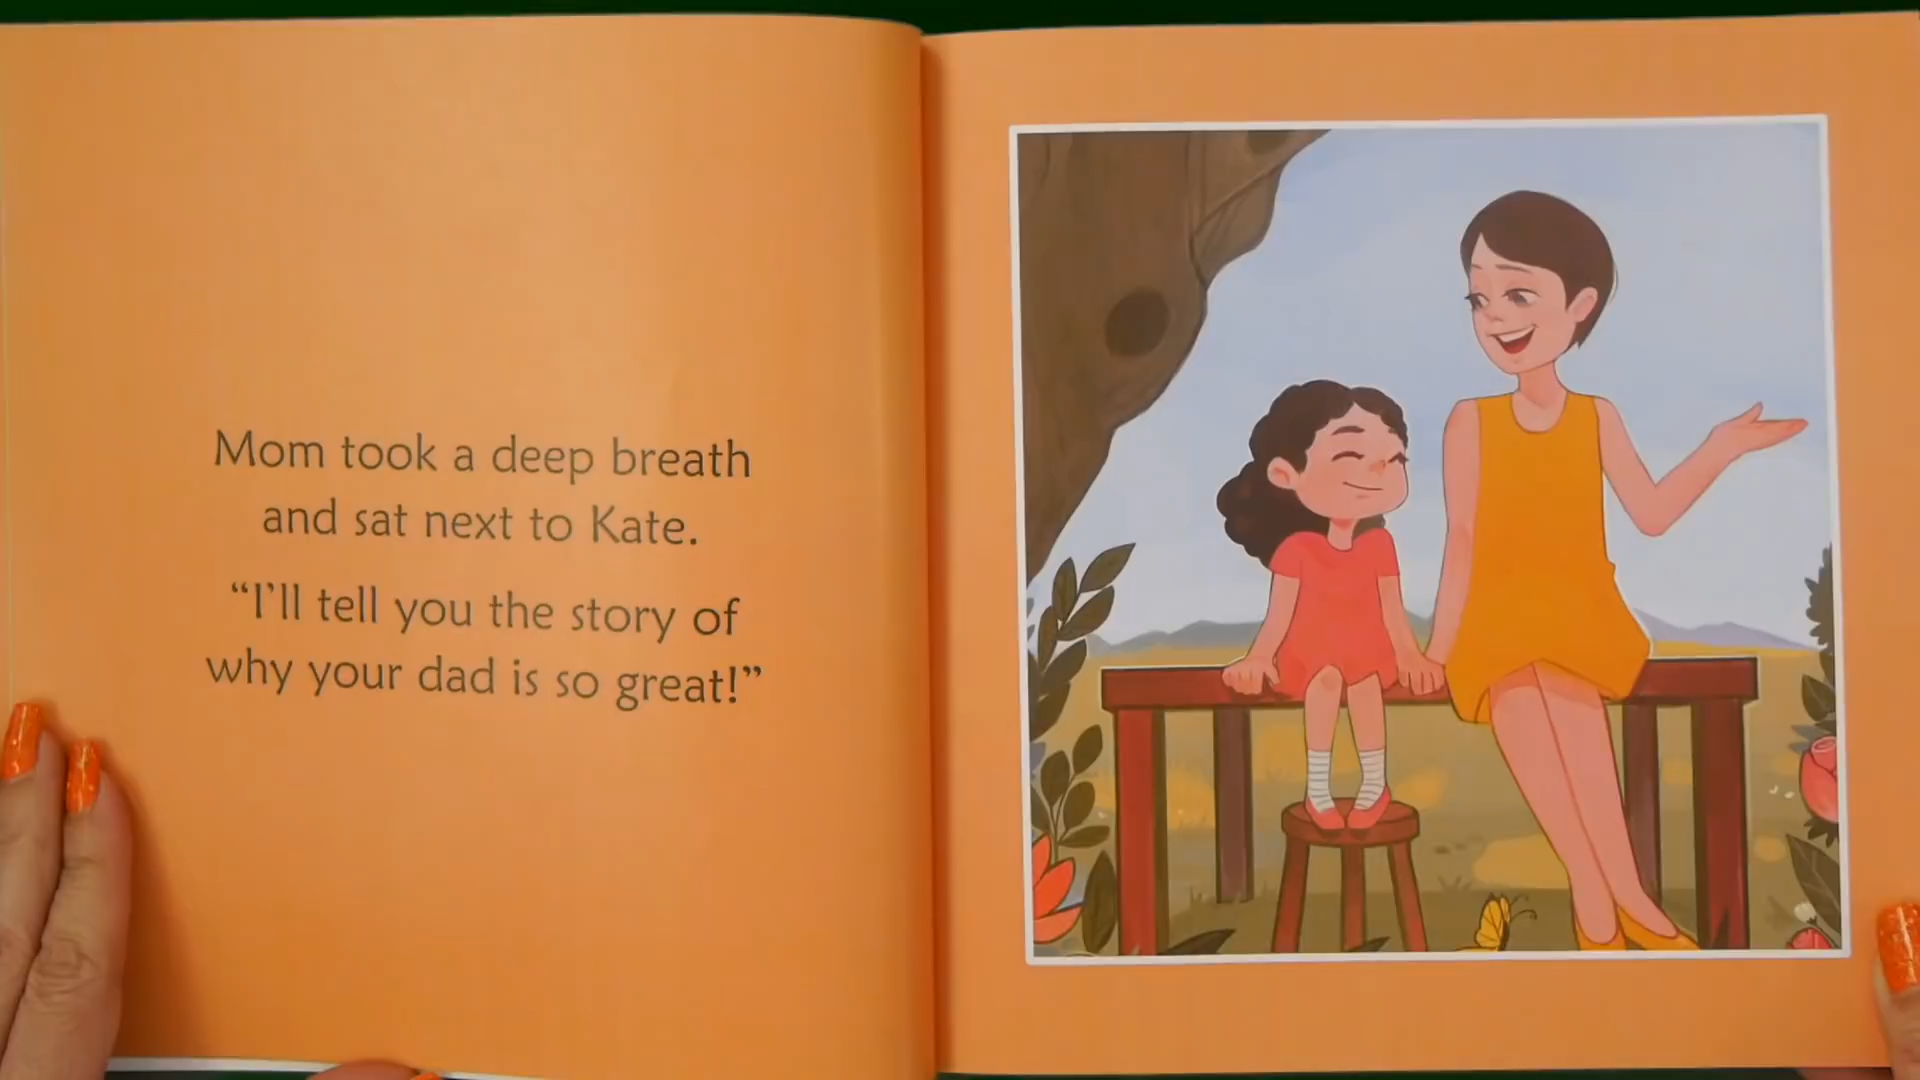 Mom took a deep breath
and sat next to Kate.
“I’ll tell you the story of
why your dad is so great!”